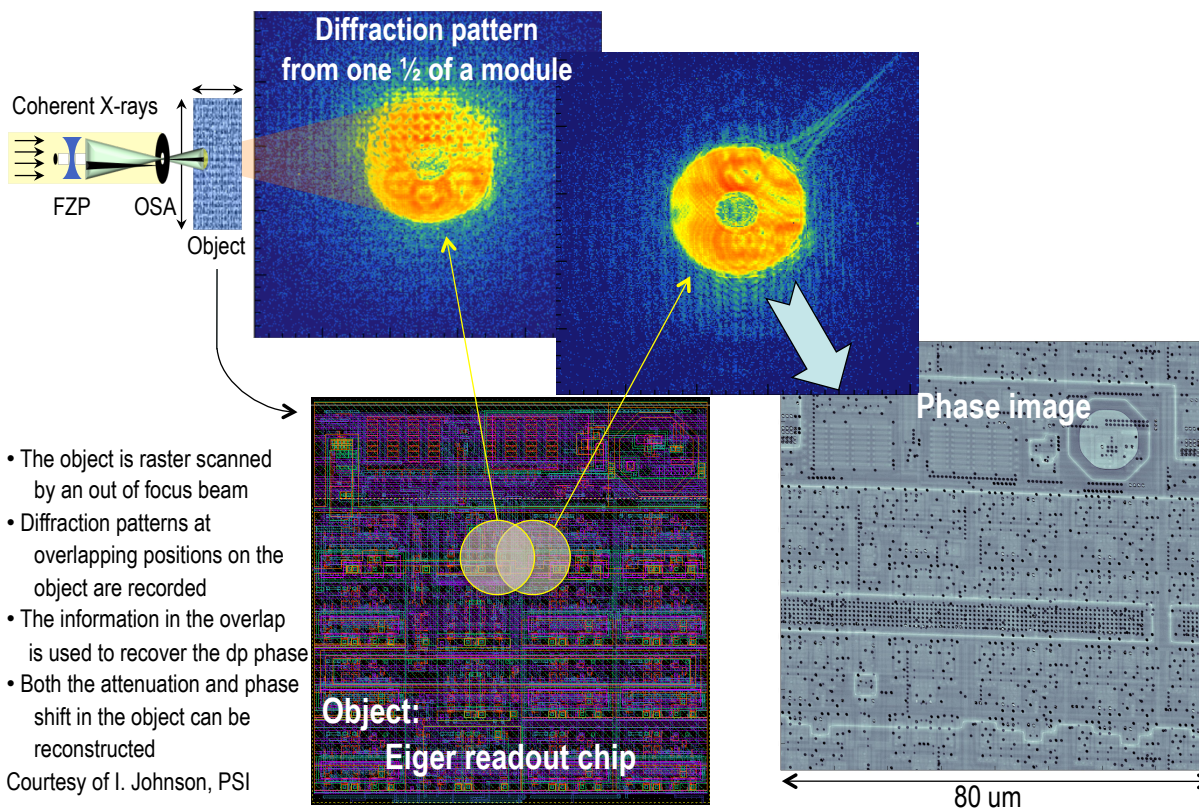 Diffraction pattern
from one ½ of a module
Coherent X-rays
FZP
OSA
Object
Phase image
• The object is raster scanned
by an out of focus beam
• Diffraction patterns at
overlapping positions on the
object are recorded
• The information in the overlap
is used to recover the dp phase
• Both the attenuation and phase
shift in the object can be
reconstructed
Courtesy of I. Johnson, PSI
Object:
Eiger readout chip
80 um